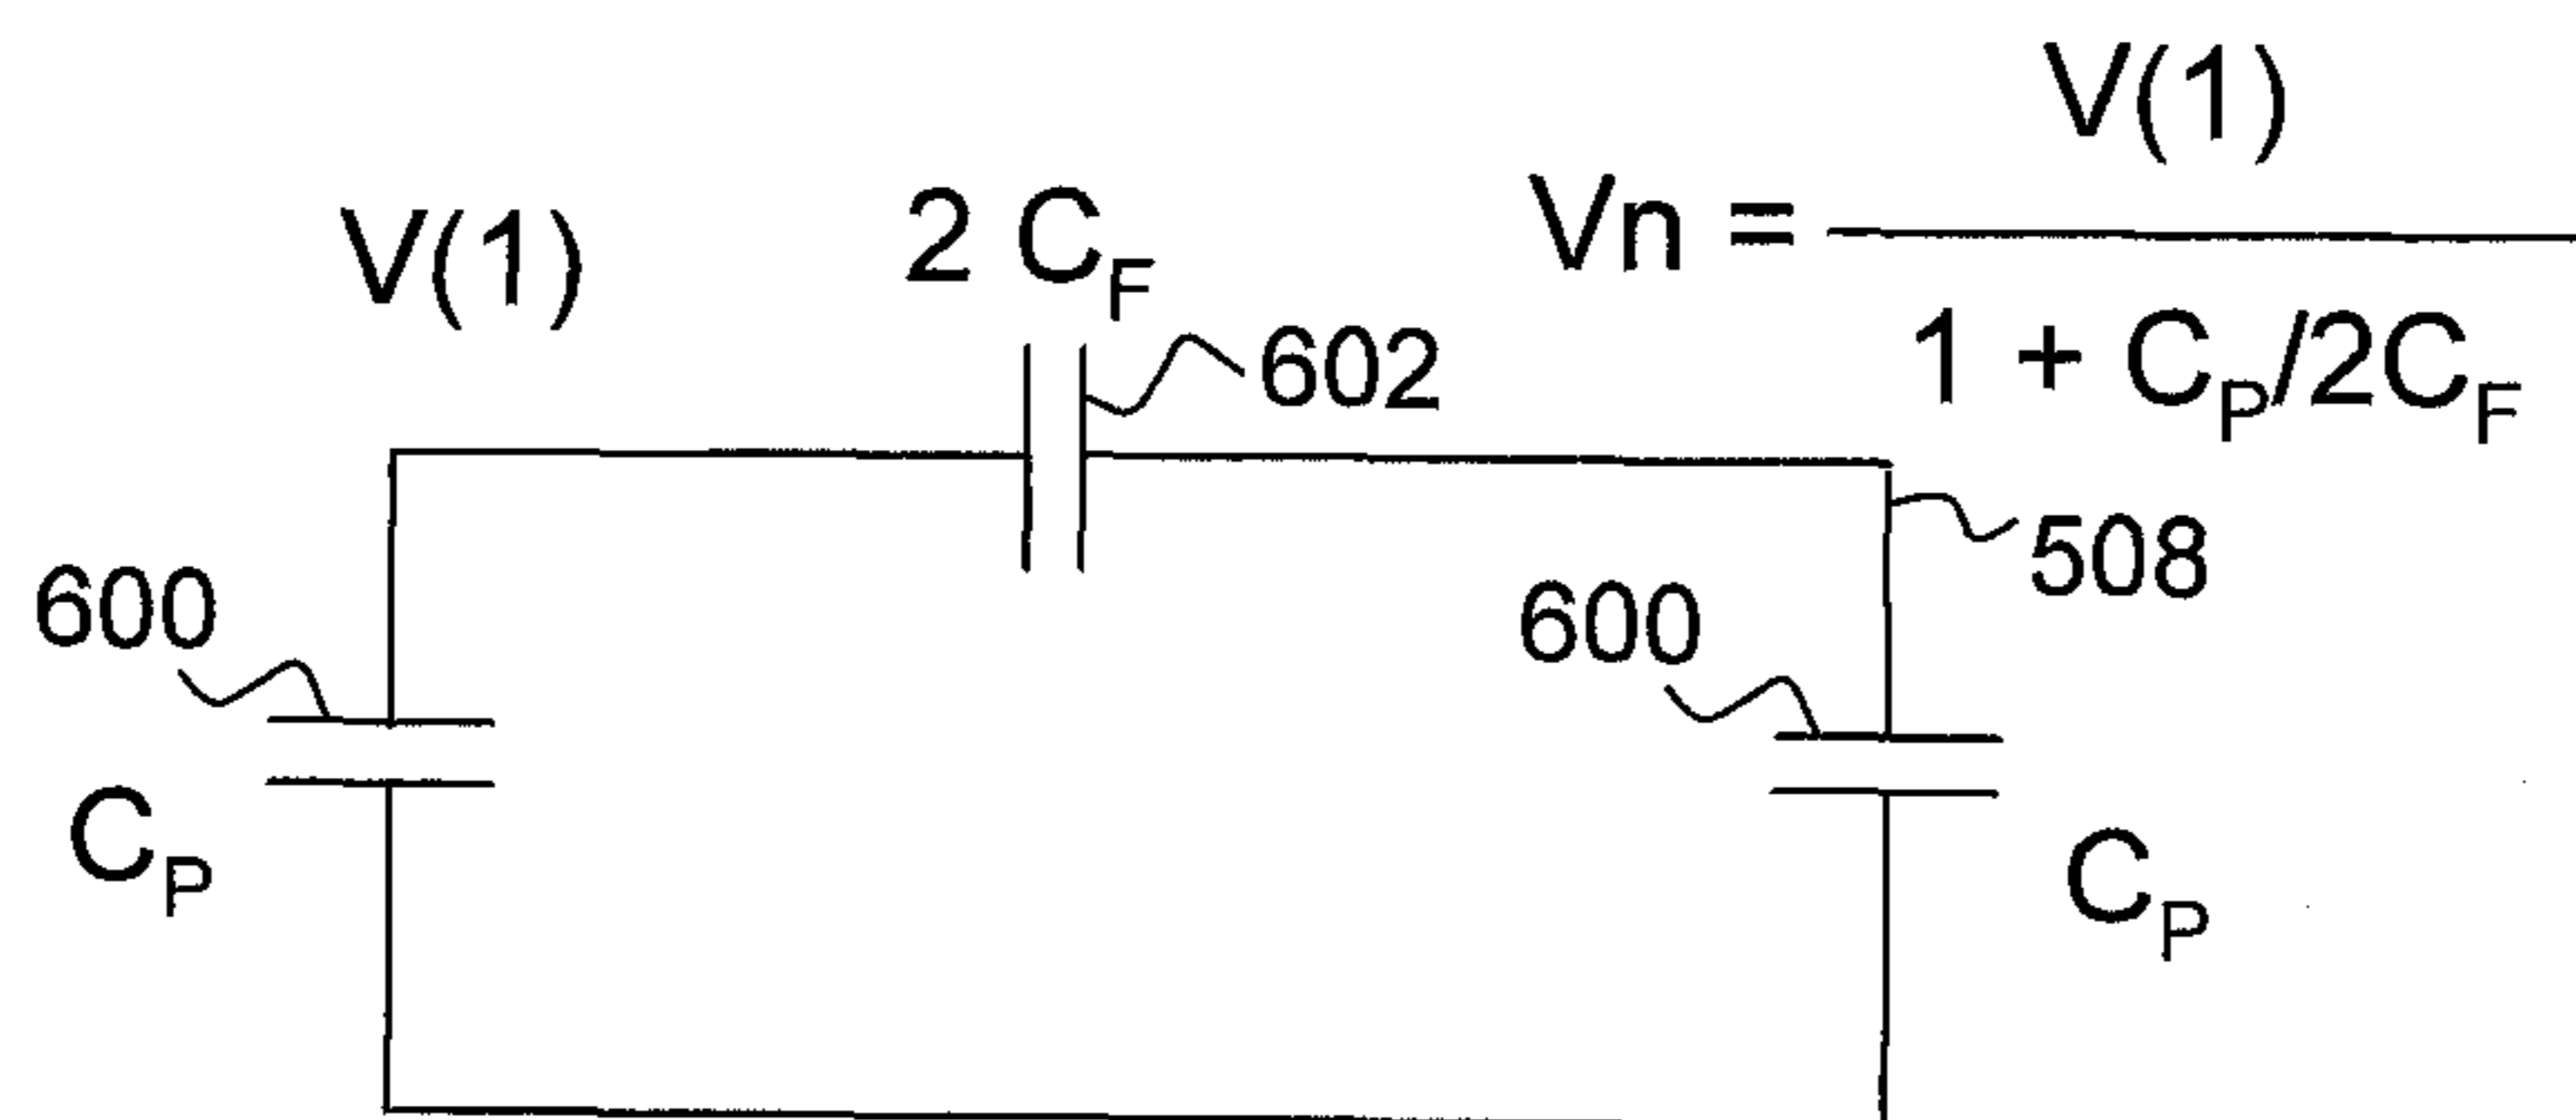 V(1)
Vn =
1 + C_P/2C_F
V(1)
2 C_F
602
508
600
600
C_P
C_P